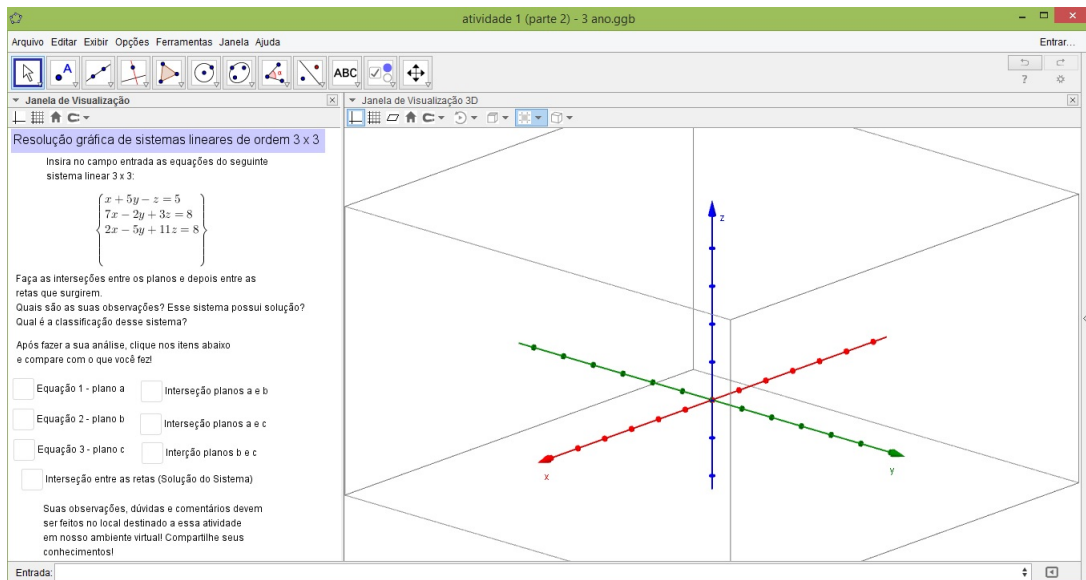 atividade 1 (parte 2) - 3 ano.ggb
Arquivo Editar Exibir Opções Ferramentas Janela Ajuda
Entrar...
A
ABC
?
Janela de Visualização
Janela de Visualização 3D
Resolução gráfica de sistemas lineares de ordem 3 x 3
Insira no campo entrada as equações do seguinte
sistema linear 3 x 3:
x + 5y − z = 5
7x − 2y + 3z = 8
2x − 5y + 11z = 8
Faça as interseções entre os planos e depois entre as
retas que surgirem.
Quais são as suas observações? Esse sistema possui solução?
Qual é a classificação desse sistema?
Após fazer a sua análise, clique nos itens abaixo
e compare com o que você fez!
Equação 1 - plano a
Interseção planos a e b
Equação 2 - plano b
Interseção planos a e c
Equação 3 - plano c
Interção planos b e c
Interseção entre as retas (Solução do Sistema)
Suas observações, dúvidas e comentários devem
ser feitos no local destinado a essa atividade
em nosso ambiente virtual! Compartilhe seus
conhecimentos!
z
x
y
Entrada: